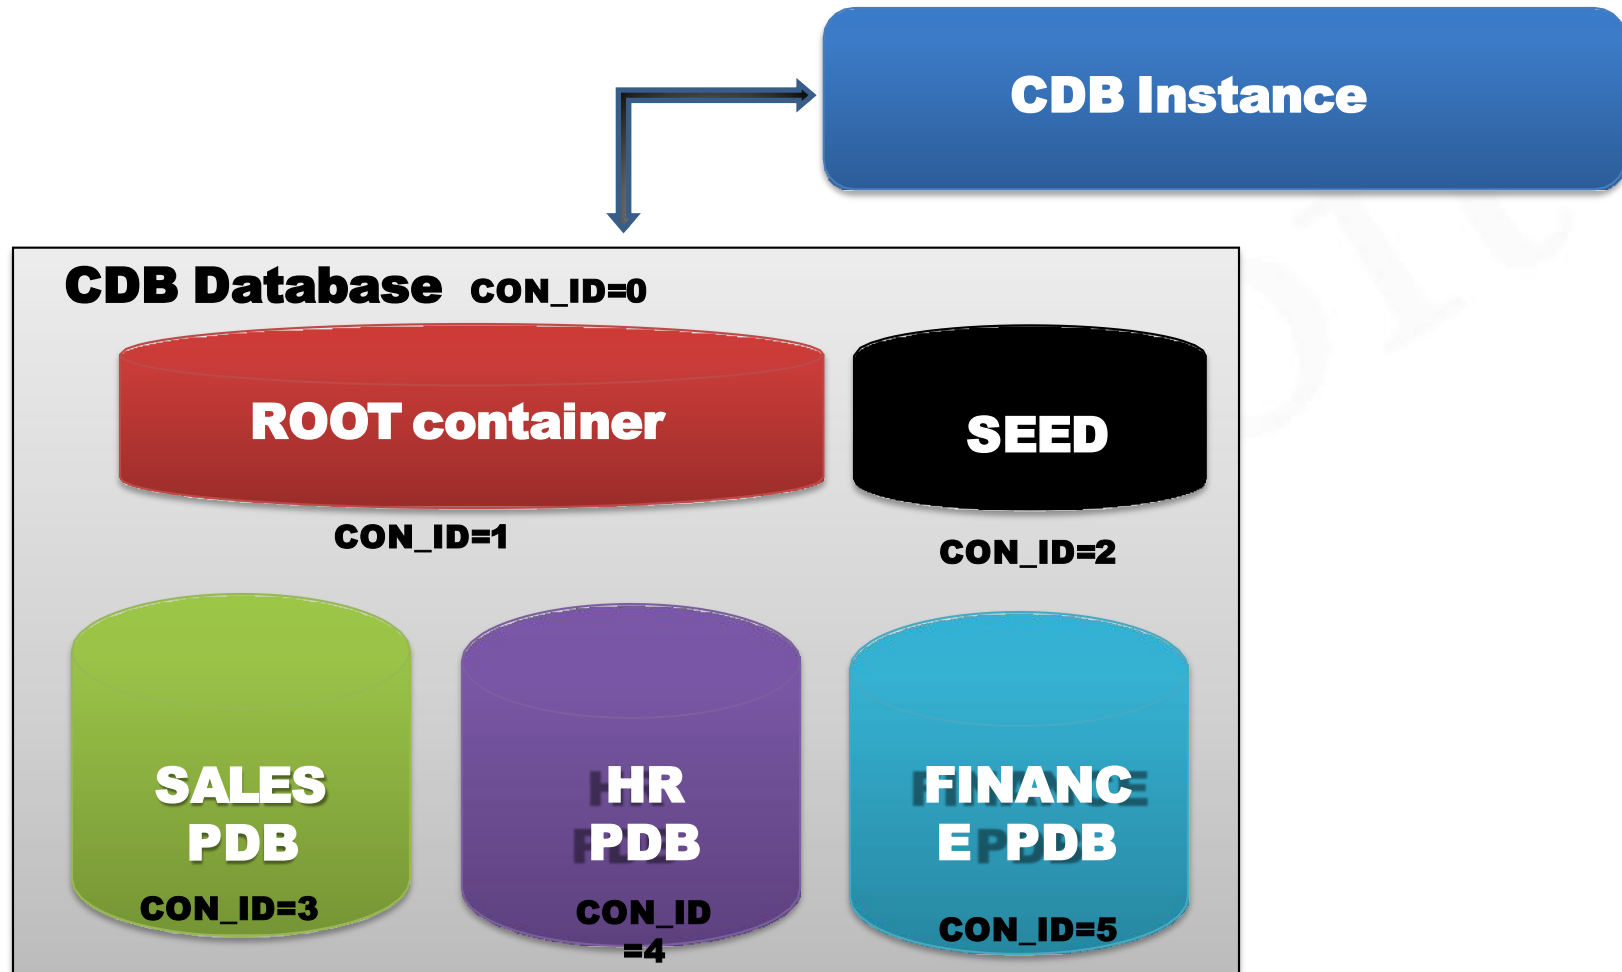 CDB Instance
CDB Database CON_ID=0
ROOT container
SEED
CON_ID=1
CON_ID=2
SALES
PDB
CON_ID=3
HR
PDB
CON_ID
=4
FINANC
E PDB
CON_ID=5